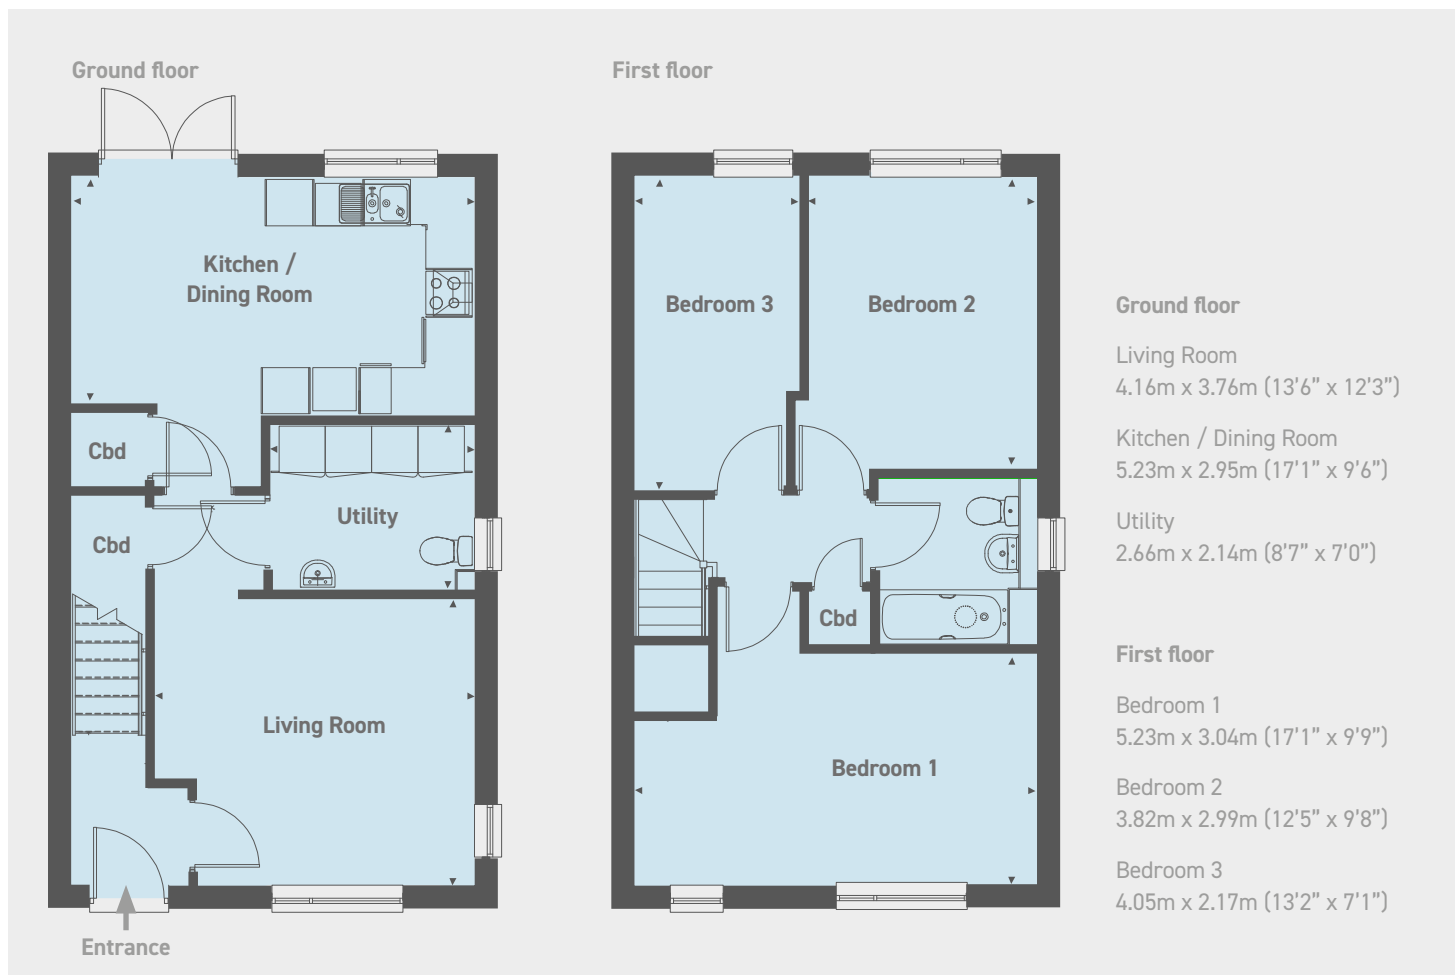 Ground floor
First floor
Kitchen /
Dining Room
Cbd
Cbd
Utility
Living Room
Entrance
Bedroom 3
Bedroom 2
Cbd
Bedroom 1
Ground floor
Living Room
4.16m x 3.76m (13’6” x 12’3”)
Kitchen / Dining Room
5.23m x 2.95m (17’1” x 9’6”)
Utility
2.66m x 2.14m (8’7” x 7’0”)
First floor
Bedroom 1
5.23m x 3.04m (17’1” x 9’9”)
Bedroom 2
3.82m x 2.99m (12’5” x 9’8”)
Bedroom 3
4.05m x 2.17m (13’2” x 7’1”)